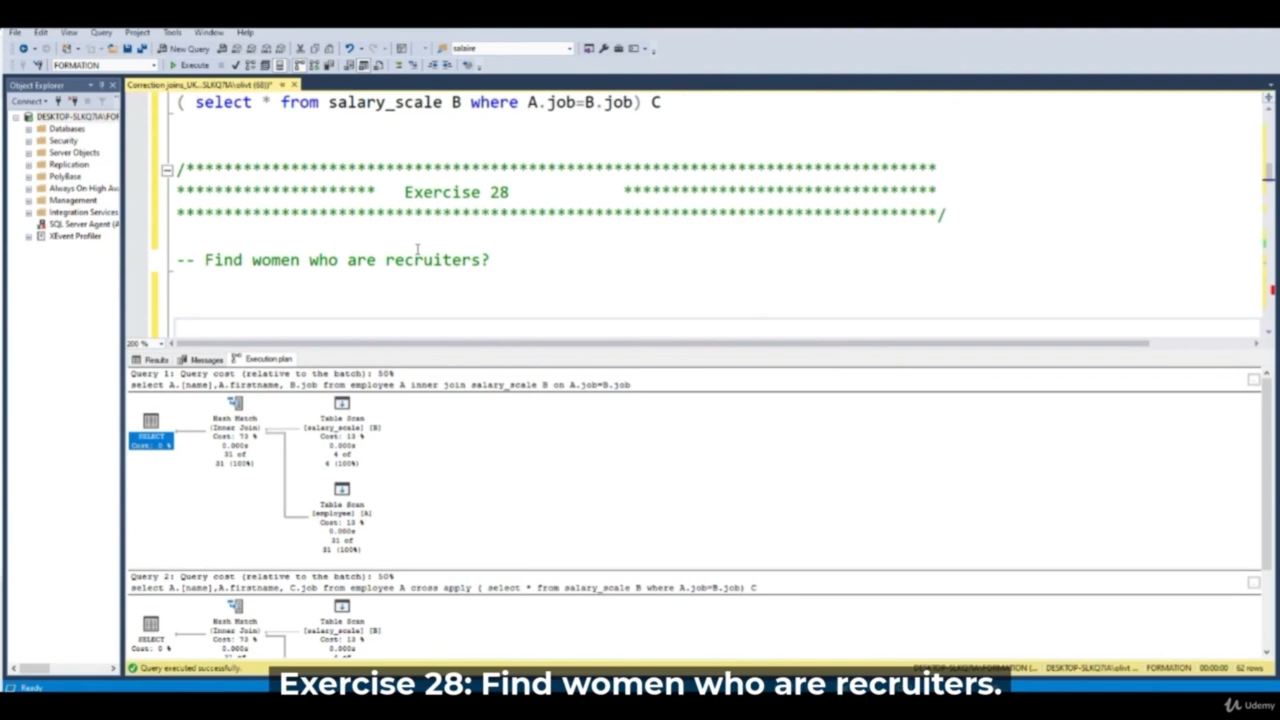 File Edit View Query Project Tools Window Help
New Query salaire
FORMATION Execute
Object Explorer
Correction joins_UK...SLKQ7IA\olivt (68))*
Connect
DESKTOP-SLKQ7IA\FOR
Databases
Security
Server Objects
Replication
PolyBase
Always On High Av
Management
Integration Services
SQL Server Agent (A
XEvent Profiler
( select * from salary_scale B where A.job=B.job) C
Exercise 28
-- Find women who are recruiters?
200 %
Results Messages Execution plan
Query 1: Query cost (relative to the batch): 50%
select A.[name],A.firstname, B.job from employee A inner join salary_scale B on A.job=B.job
SELECT
Cost: 0 %
Hash Match
(Inner Join)
Cost: 73 %
0.000s
31 of
31 (100%)
Table Scan
[salary_scale] [B]
Cost: 13 %
0.000s
4 of
4 (100%)
Table Scan
[employee] [A]
Cost: 13 %
0.000s
31 of
31 (100%)
Query 2: Query cost (relative to the batch): 50%
select A.[name],A.firstname, C.job from employee A cross apply ( select * from salary_scale B where A.job=B.job) C
SELECT
Cost: 0 %
Hash Match
(Inner Join)
Cost: 73 %
0.000s
Table Scan
[salary_scale] [B]
Cost: 13 %
0.000s
Query executed successfully.
FORMATION 00:00:00 62 rows
Ready
Exercise 28: Find women who are recruiters.
Udemy